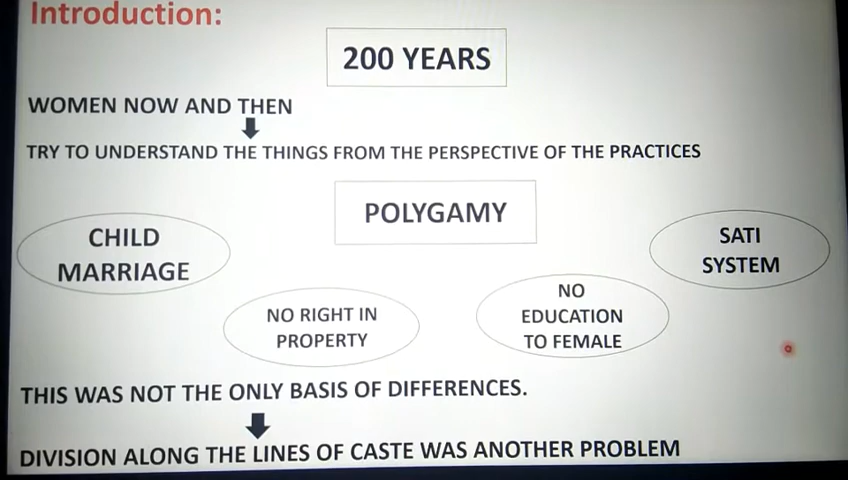 Introduction:
200 YEARS
WOMEN NOW AND THEN
TRY TO UNDERSTAND THE THINGS FROM THE PERSPECTIVE OF THE PRACTICES
POLYGAMY
CHILD
MARRIAGE
SATI
SYSTEM
NO RIGHT IN
PROPERTY
NO
EDUCATION
TO FEMALE
THIS WAS NOT THE ONLY BASIS OF DIFFERENCES.
DIVISION ALONG THE LINES OF CASTE WAS ANOTHER PROBLEM